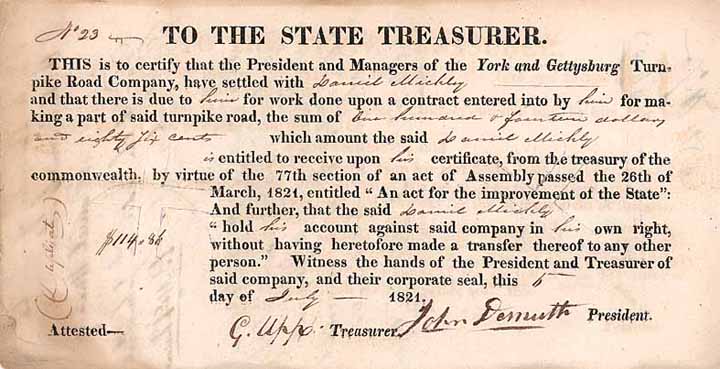 No 23 TO THE STATE TREASURER.
THIS is to certify that the President and Managers of the York and Gettysburg Turn-
pike Road Company, have settled with Daniel Mickly
and that there is due to him for work done upon a contract entered into by him for ma-
king a part of said turnpike road, the sum of One hundred & fourteen dollars
and eighty six cents which amount the said Daniel Mickly
is entitled to receive upon his certificate, from the treasury of the
commonwealth, by virtue of the 77th section of an act of Assembly passed the 26th of
March, 1821, entitled “An act for the improvement of the State”:
And further, that the said Daniel Mickly
“hold his account against said company in his own right,
$114.86
without having heretofore made a transfer thereof to any other
person.” Witness the hands of the President and Treasurer of
said company, and their corporate seal, this 5
day of July 1821.
Attested— G. Upp. Treasurer John Demuth President.